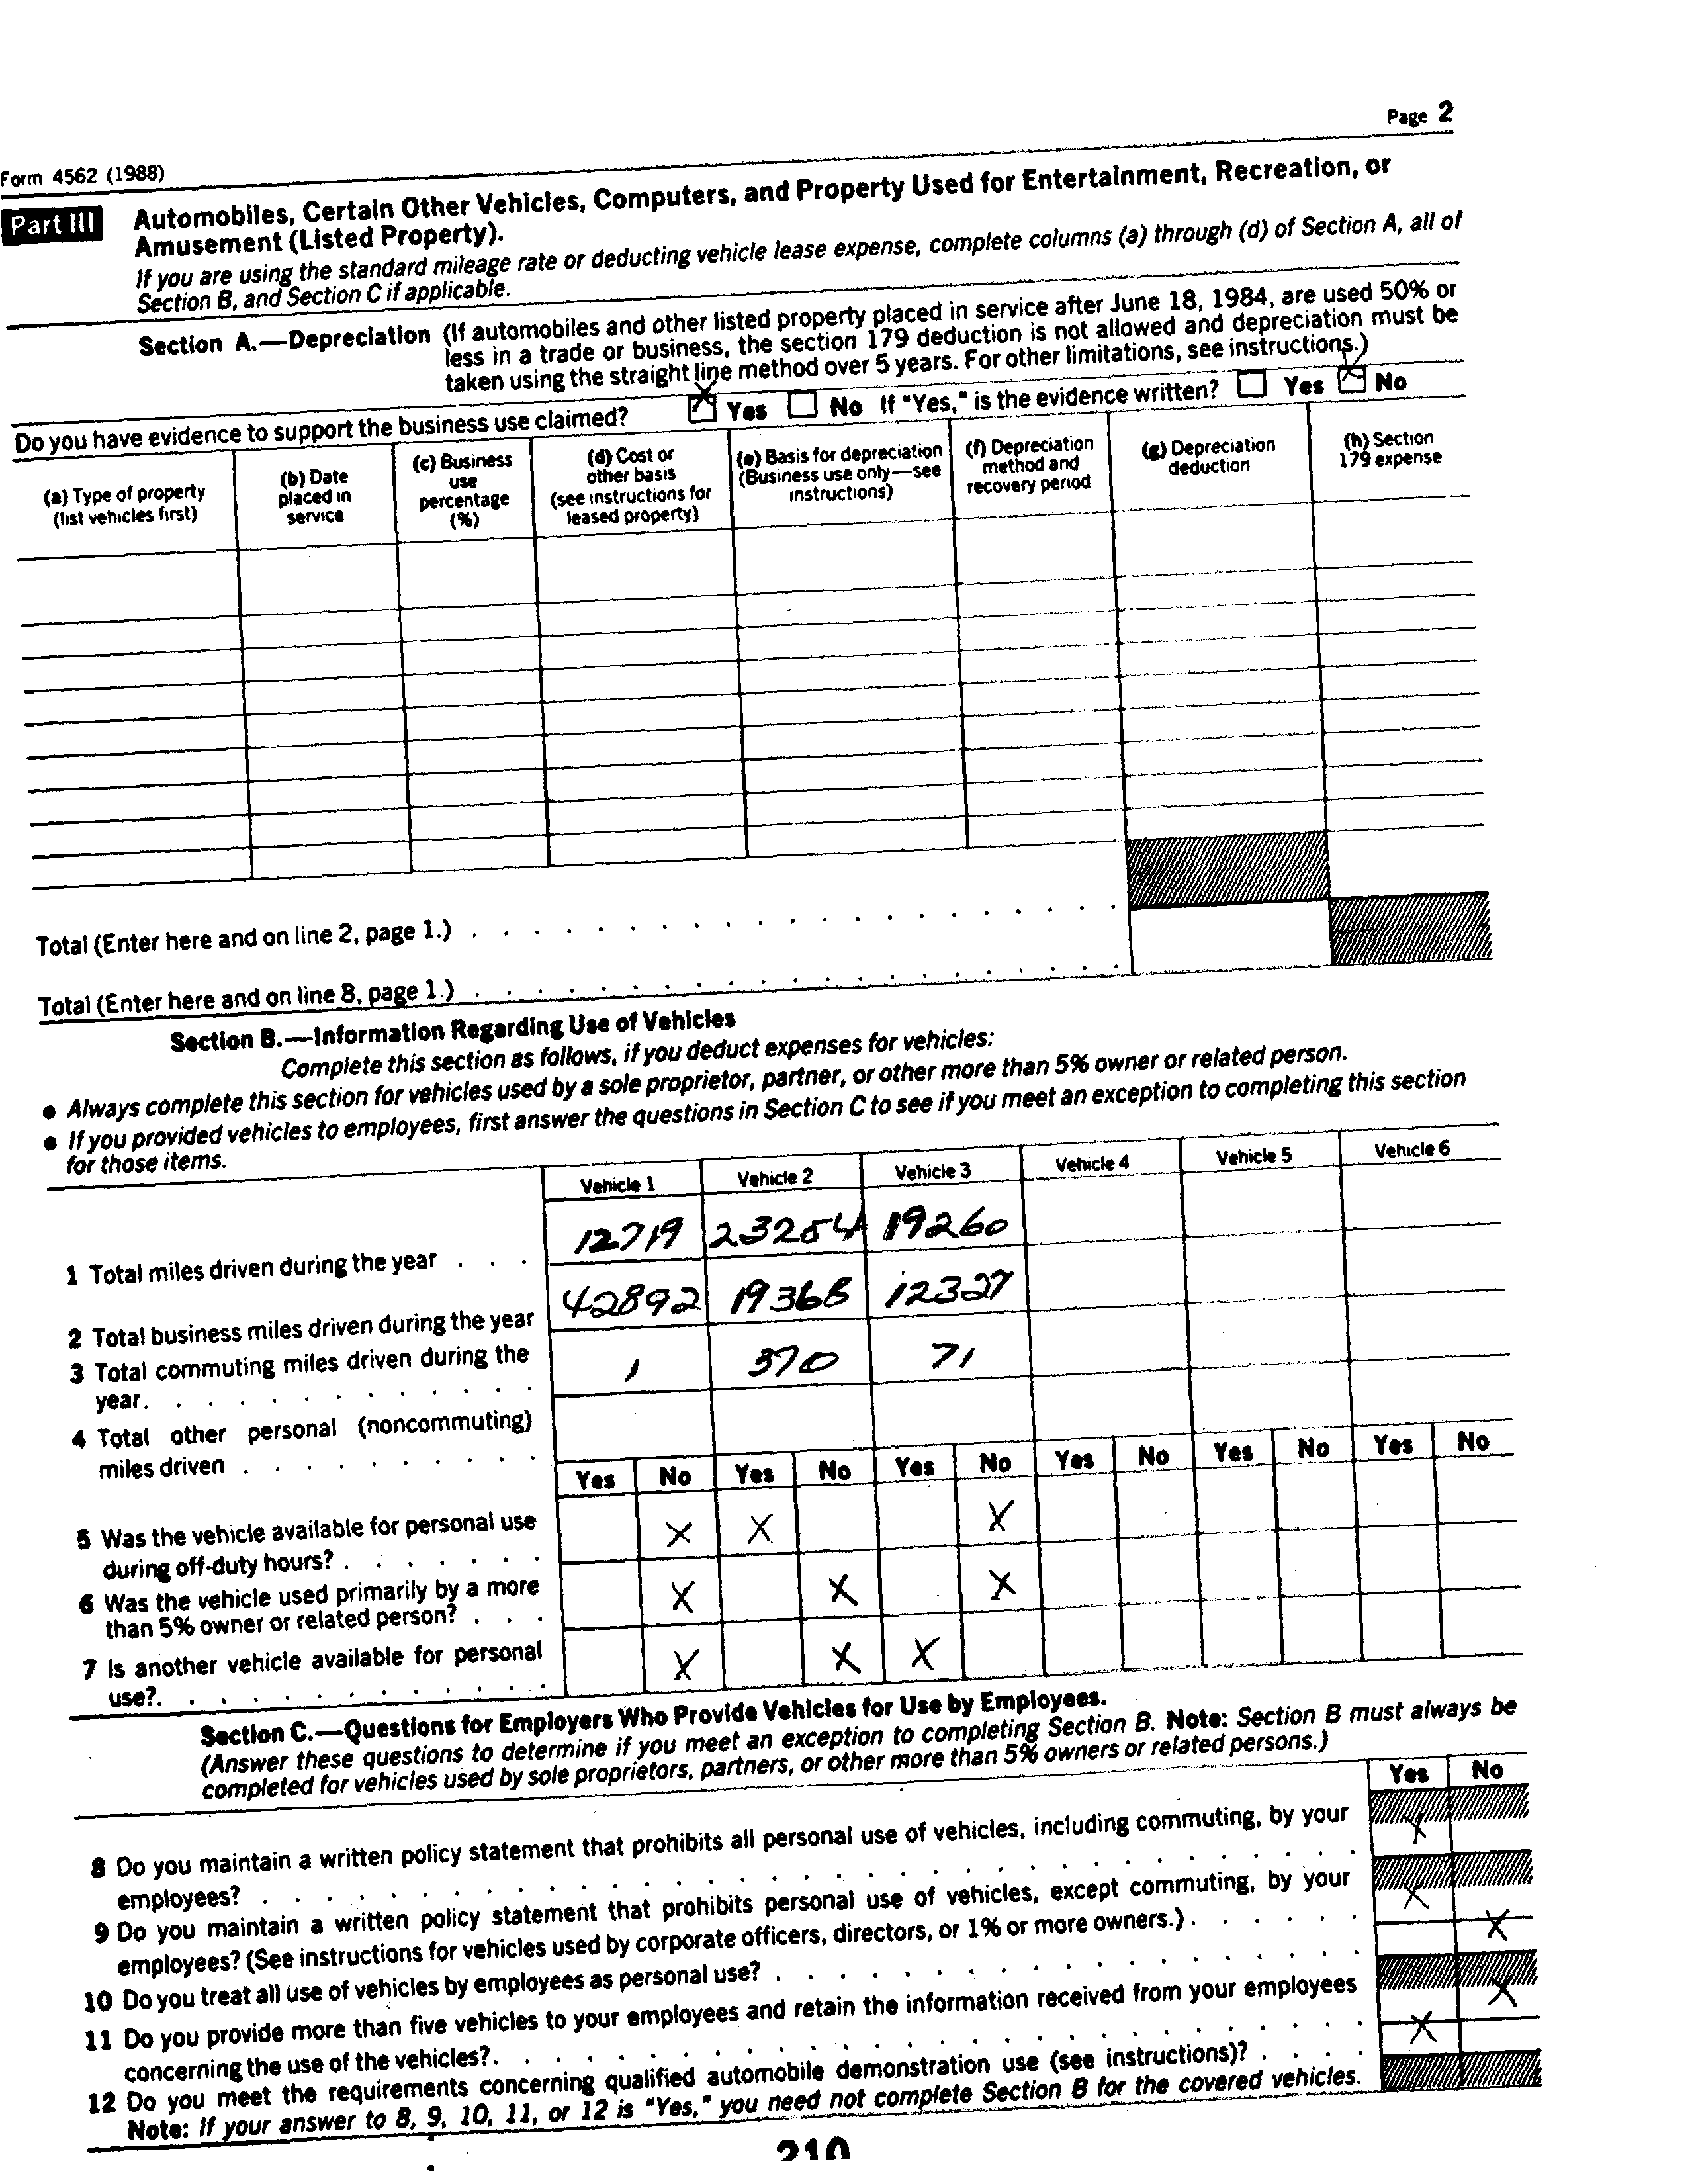 Page 2
Form 4562 (1988)
Part III Automobiles, Certain Other Vehicles, Computers, and Property Used for Entertainment, Recreation, or
Amusement (Listed Property).
If you are using the standard mileage rate or deducting vehicle lease expense, complete columns (a) through (d) of Section A, all of
Section B, and Section C if applicable.
Section A.—Depreciation (If automobiles and other listed property placed in service after June 18, 1984, are used 50% or
less in a trade or business, the section 179 deduction is not allowed and depreciation must be
taken using the straight line method over 5 years. For other limitations, see instructions.)
Do you have evidence to support the business use claimed? X Yes No If "Yes," is the evidence written? Yes X No
(a) Type of property
(list vehicles first)
(b) Date
placed in
service
(c) Business
use
percentage
(%)
(d) Cost or
other basis
(see instructions for
leased property)
(e) Basis for depreciation
(Business use only—see
instructions)
(f) Depreciation
method and
recovery period
(g) Depreciation
deduction
(h) Section
179 expense
Total (Enter here and on line 2, page 1.)
Total (Enter here and on line 8, page 1.)
Section B.—Information Regarding Use of Vehicles
Complete this section as follows, if you deduct expenses for vehicles:
● Always complete this section for vehicles used by a sole proprietor, partner, or other more than 5% owner or related person.
● If you provided vehicles to employees, first answer the questions in Section C to see if you meet an exception to completing this section
for those items.
Vehicle 1 Vehicle 2 Vehicle 3 Vehicle 4 Vehicle 5 Vehicle 6
1 Total miles driven during the year . . . 12719 23254 19260
2 Total business miles driven during the year 42892 19368 12327
3 Total commuting miles driven during the
year. . . . . . . . . . . . . 1 370 71
4 Total other personal (noncommuting)
miles driven . . . . . . . . . .
Yes No Yes No Yes No Yes No Yes No Yes No
5 Was the vehicle available for personal use
during off-duty hours? . . . . . . . X X X
6 Was the vehicle used primarily by a more
than 5% owner or related person? . . . X X X
7 Is another vehicle available for personal
use?. . . . . . . . . . . . . X X X
Section C.—Questions for Employers Who Provide Vehicles for Use by Employees.
(Answer these questions to determine if you meet an exception to completing Section B. Note: Section B must always be
completed for vehicles used by sole proprietors, partners, or other more than 5% owners or related persons.)
Yes No
8 Do you maintain a written policy statement that prohibits all personal use of vehicles, including commuting, by your
employees? X
9 Do you maintain a written policy statement that prohibits personal use of vehicles, except commuting, by your
employees? (See instructions for vehicles used by corporate officers, directors, or 1% or more owners.) . . . . . . X
10 Do you treat all use of vehicles by employees as personal use? X
11 Do you provide more than five vehicles to your employees and retain the information received from your employees
concerning the use of the vehicles?. X
12 Do you meet the requirements concerning qualified automobile demonstration use (see instructions)? . . . . X
Note: If your answer to 8, 9, 10, 11, or 12 is "Yes," you need not complete Section B for the covered vehicles.
210